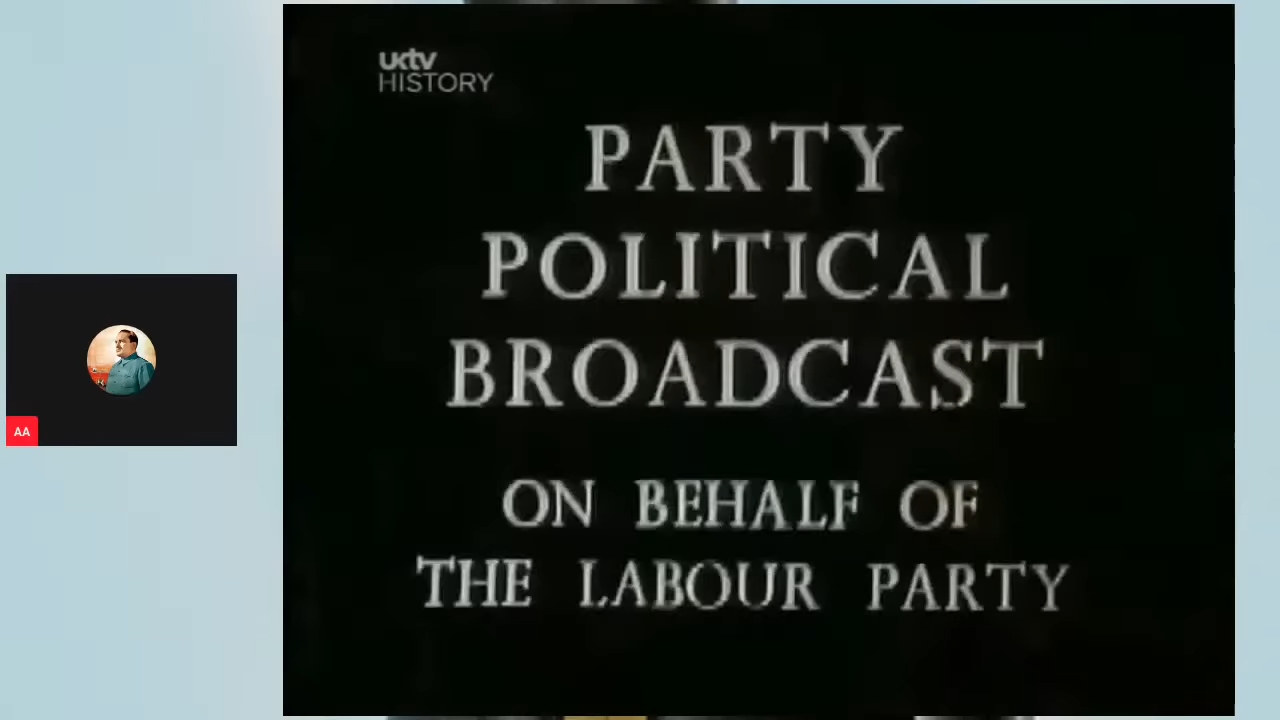 uktv
HISTORY
PARTY
POLITICAL
BROADCAST
ON BEHALF OF
THE LABOUR PARTY
AA